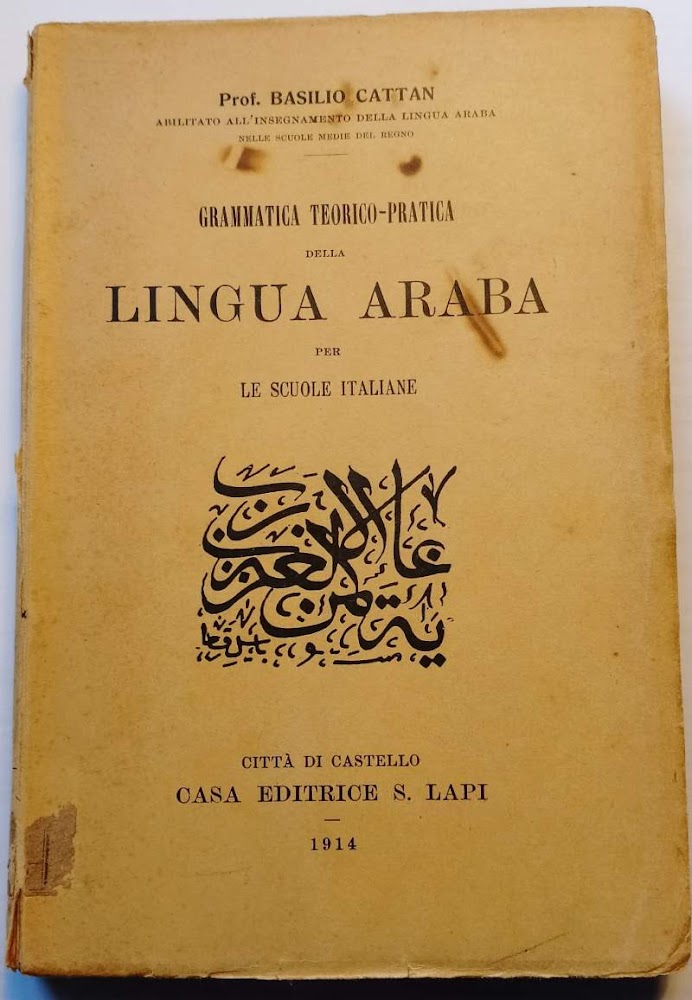 Prof. BASILIO CATTAN
ABILITATO ALL'INSEGNAMENTO DELLA LINGUA ARABA
NELLE SCUOLE MEDIE DEL REGNO
GRAMMATICA TEORICO-PRATICA
DELLA
LINGUA ARABA
PER
LE SCUOLE ITALIANE
CITTÀ DI CASTELLO
CASA EDITRICE S. LAPI
1914